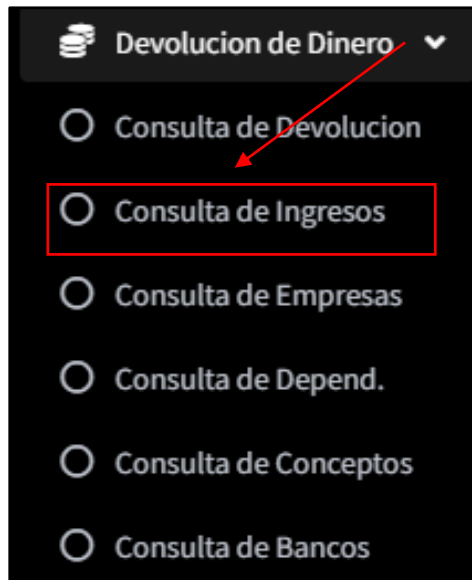 Devolucion de Dinero
Consulta de Devolucion
Consulta de Ingresos
Consulta de Empresas
Consulta de Depend.
Consulta de Conceptos
Consulta de Bancos